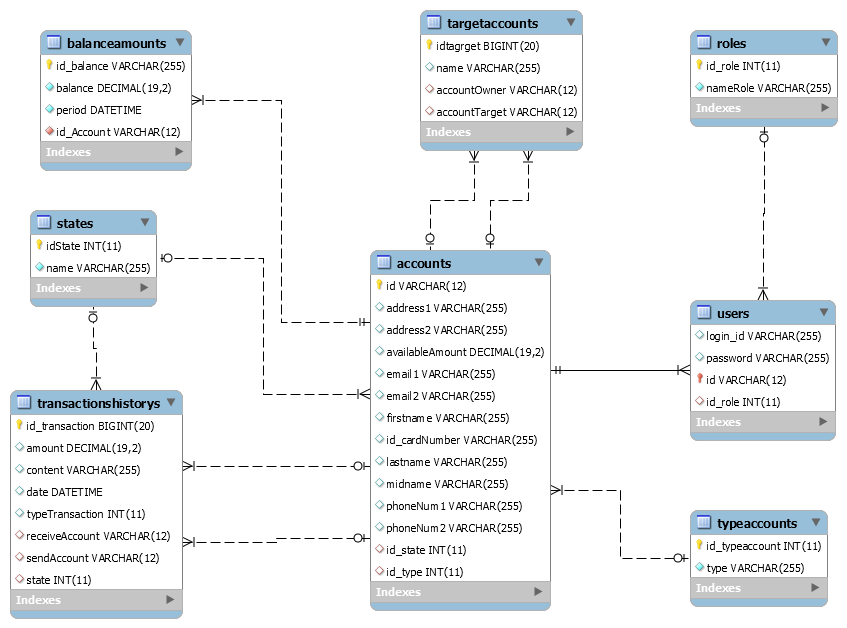 balanceamounts
id_balance VARCHAR(255)
balance DECIMAL(19,2)
period DATETIME
id_Account VARCHAR(12)
Indexes
targetaccounts
idtagrget BIGINT(20)
name VARCHAR(255)
accountOwner VARCHAR(12)
accountTarget VARCHAR(12)
Indexes
roles
id_role INT(11)
nameRole VARCHAR(255)
Indexes
states
idState INT(11)
name VARCHAR(255)
Indexes
accounts
id VARCHAR(12)
address1 VARCHAR(255)
address2 VARCHAR(255)
availableAmount DECIMAL(19,2)
email1 VARCHAR(255)
email2 VARCHAR(255)
firstname VARCHAR(255)
id_cardNumber VARCHAR(255)
lastname VARCHAR(255)
midname VARCHAR(255)
phoneNum1 VARCHAR(255)
phoneNum2 VARCHAR(255)
id_state INT(11)
id_type INT(11)
Indexes
users
login_id VARCHAR(255)
password VARCHAR(255)
id VARCHAR(12)
id_role INT(11)
Indexes
transactionshistorys
id_transaction BIGINT(20)
amount DECIMAL(19,2)
content VARCHAR(255)
date DATETIME
typeTransaction INT(11)
receiveAccount VARCHAR(12)
sendAccount VARCHAR(12)
state INT(11)
Indexes
typeaccounts
id_typeaccount INT(11)
type VARCHAR(255)
Indexes